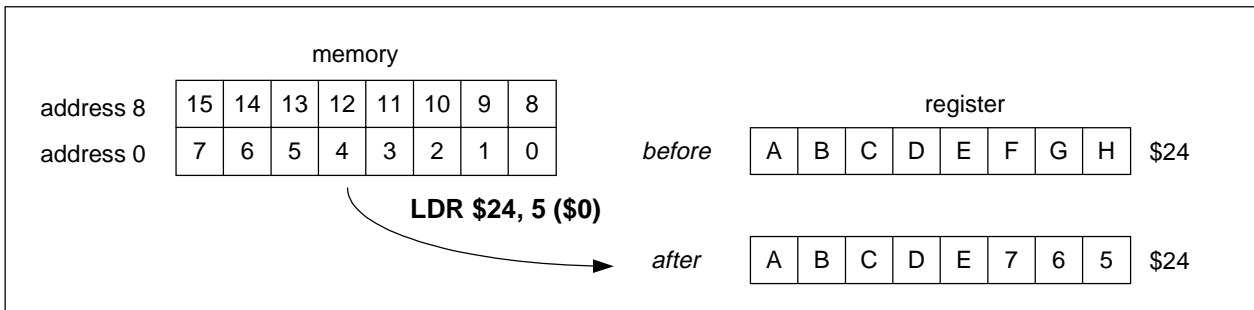 memory
address 8 15 14 13 12 11 10 9 8
address 0 7 6 5 4 3 2 1 0
register
before A B C D E F G H $24
LDR $24, 5 ($0)
after A B C D E 7 6 5 $24